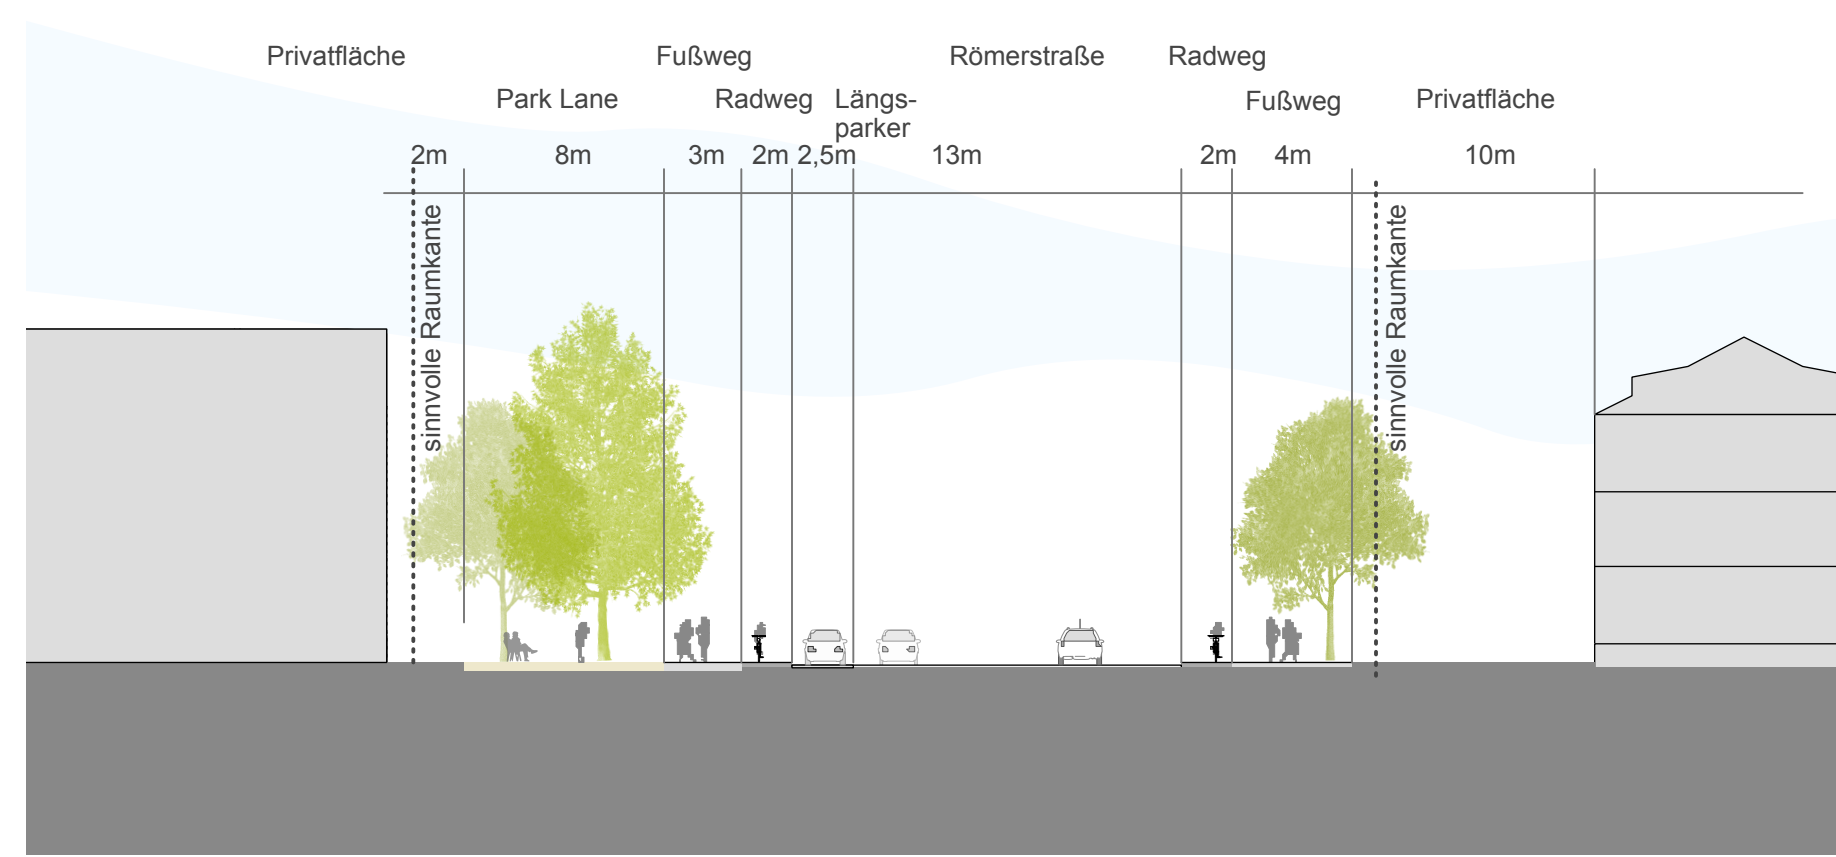 Privatfläche
Fußweg
Römerstraße
Radweg
Park Lane
Radweg
Längs-
parker
Fußweg
Privatfläche
2m
8m
3m
2m
2,5m
13m
2m
4m
10m
sinnvolle Raumkante
sinnvolle Raumkante